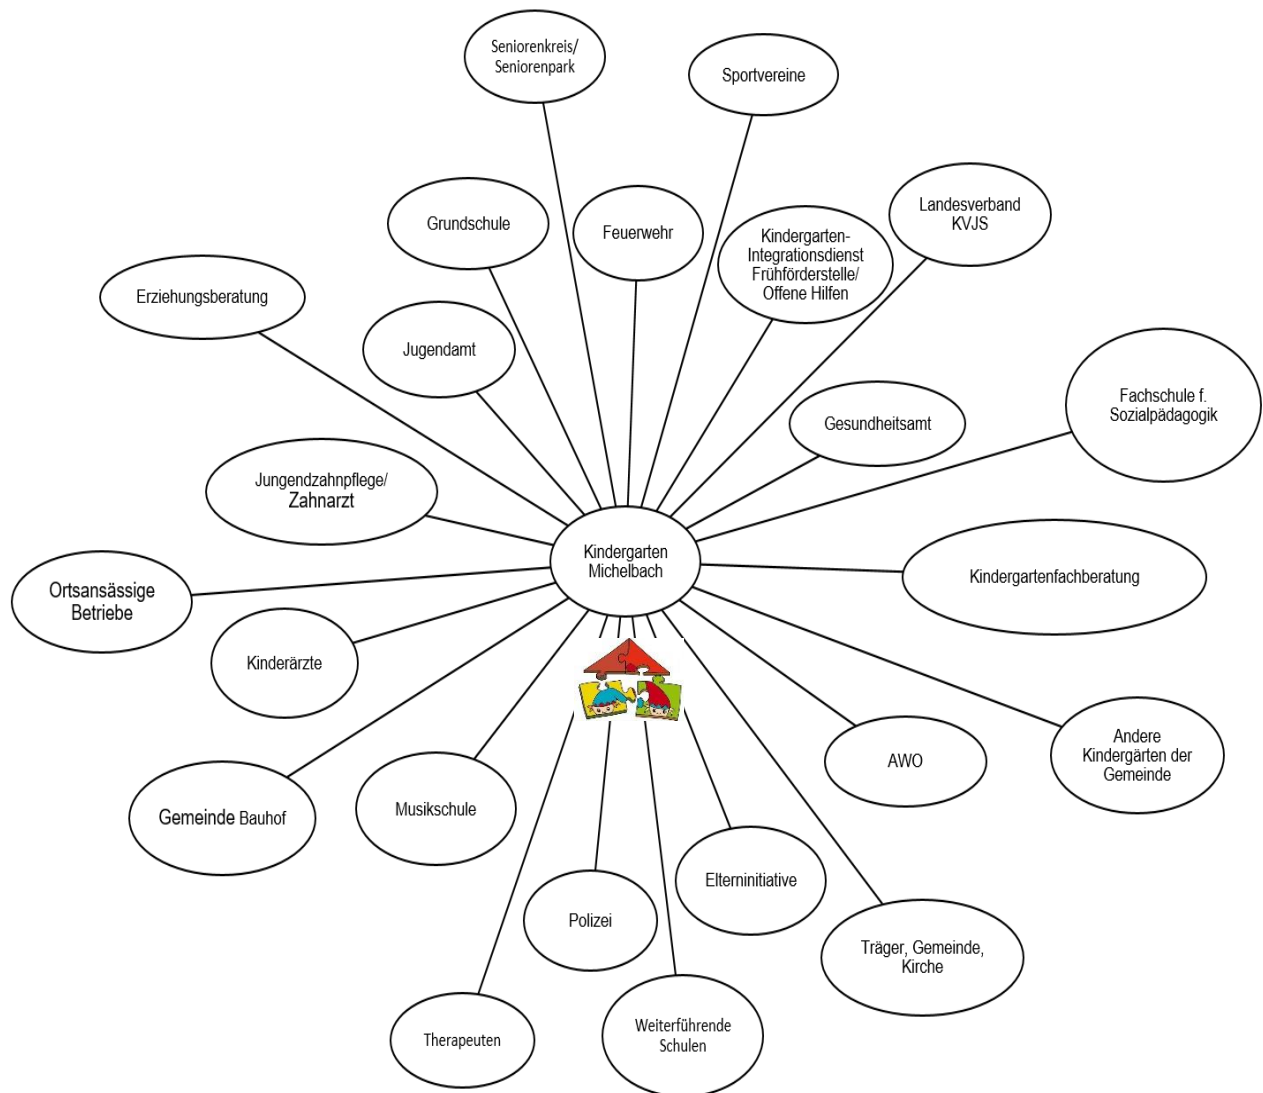 Seniorenkreis/
Seniorenpark
Sportvereine
Grundschule
Feuerwehr
Kindergarten-
Integrationsdienst
Frühförderstelle/
Offene Hilfen
Landesverband
KVJS
Erziehungsberatung
Jugendamt
Gesundheitsamt
Fachschule f.
Sozialpädagogik
Jungendzahnpflege/
Zahnarzt
Kindergarten
Michelbach
Kindergartenfachberatung
Ortsansässige
Betriebe
Kinderärzte
Gemeinde Bauhof
Musikschule
AWO
Andere
Kindergärten der
Gemeinde
Elterninitiative
Polizei
Träger, Gemeinde,
Kirche
Therapeuten
Weiterführende
Schulen